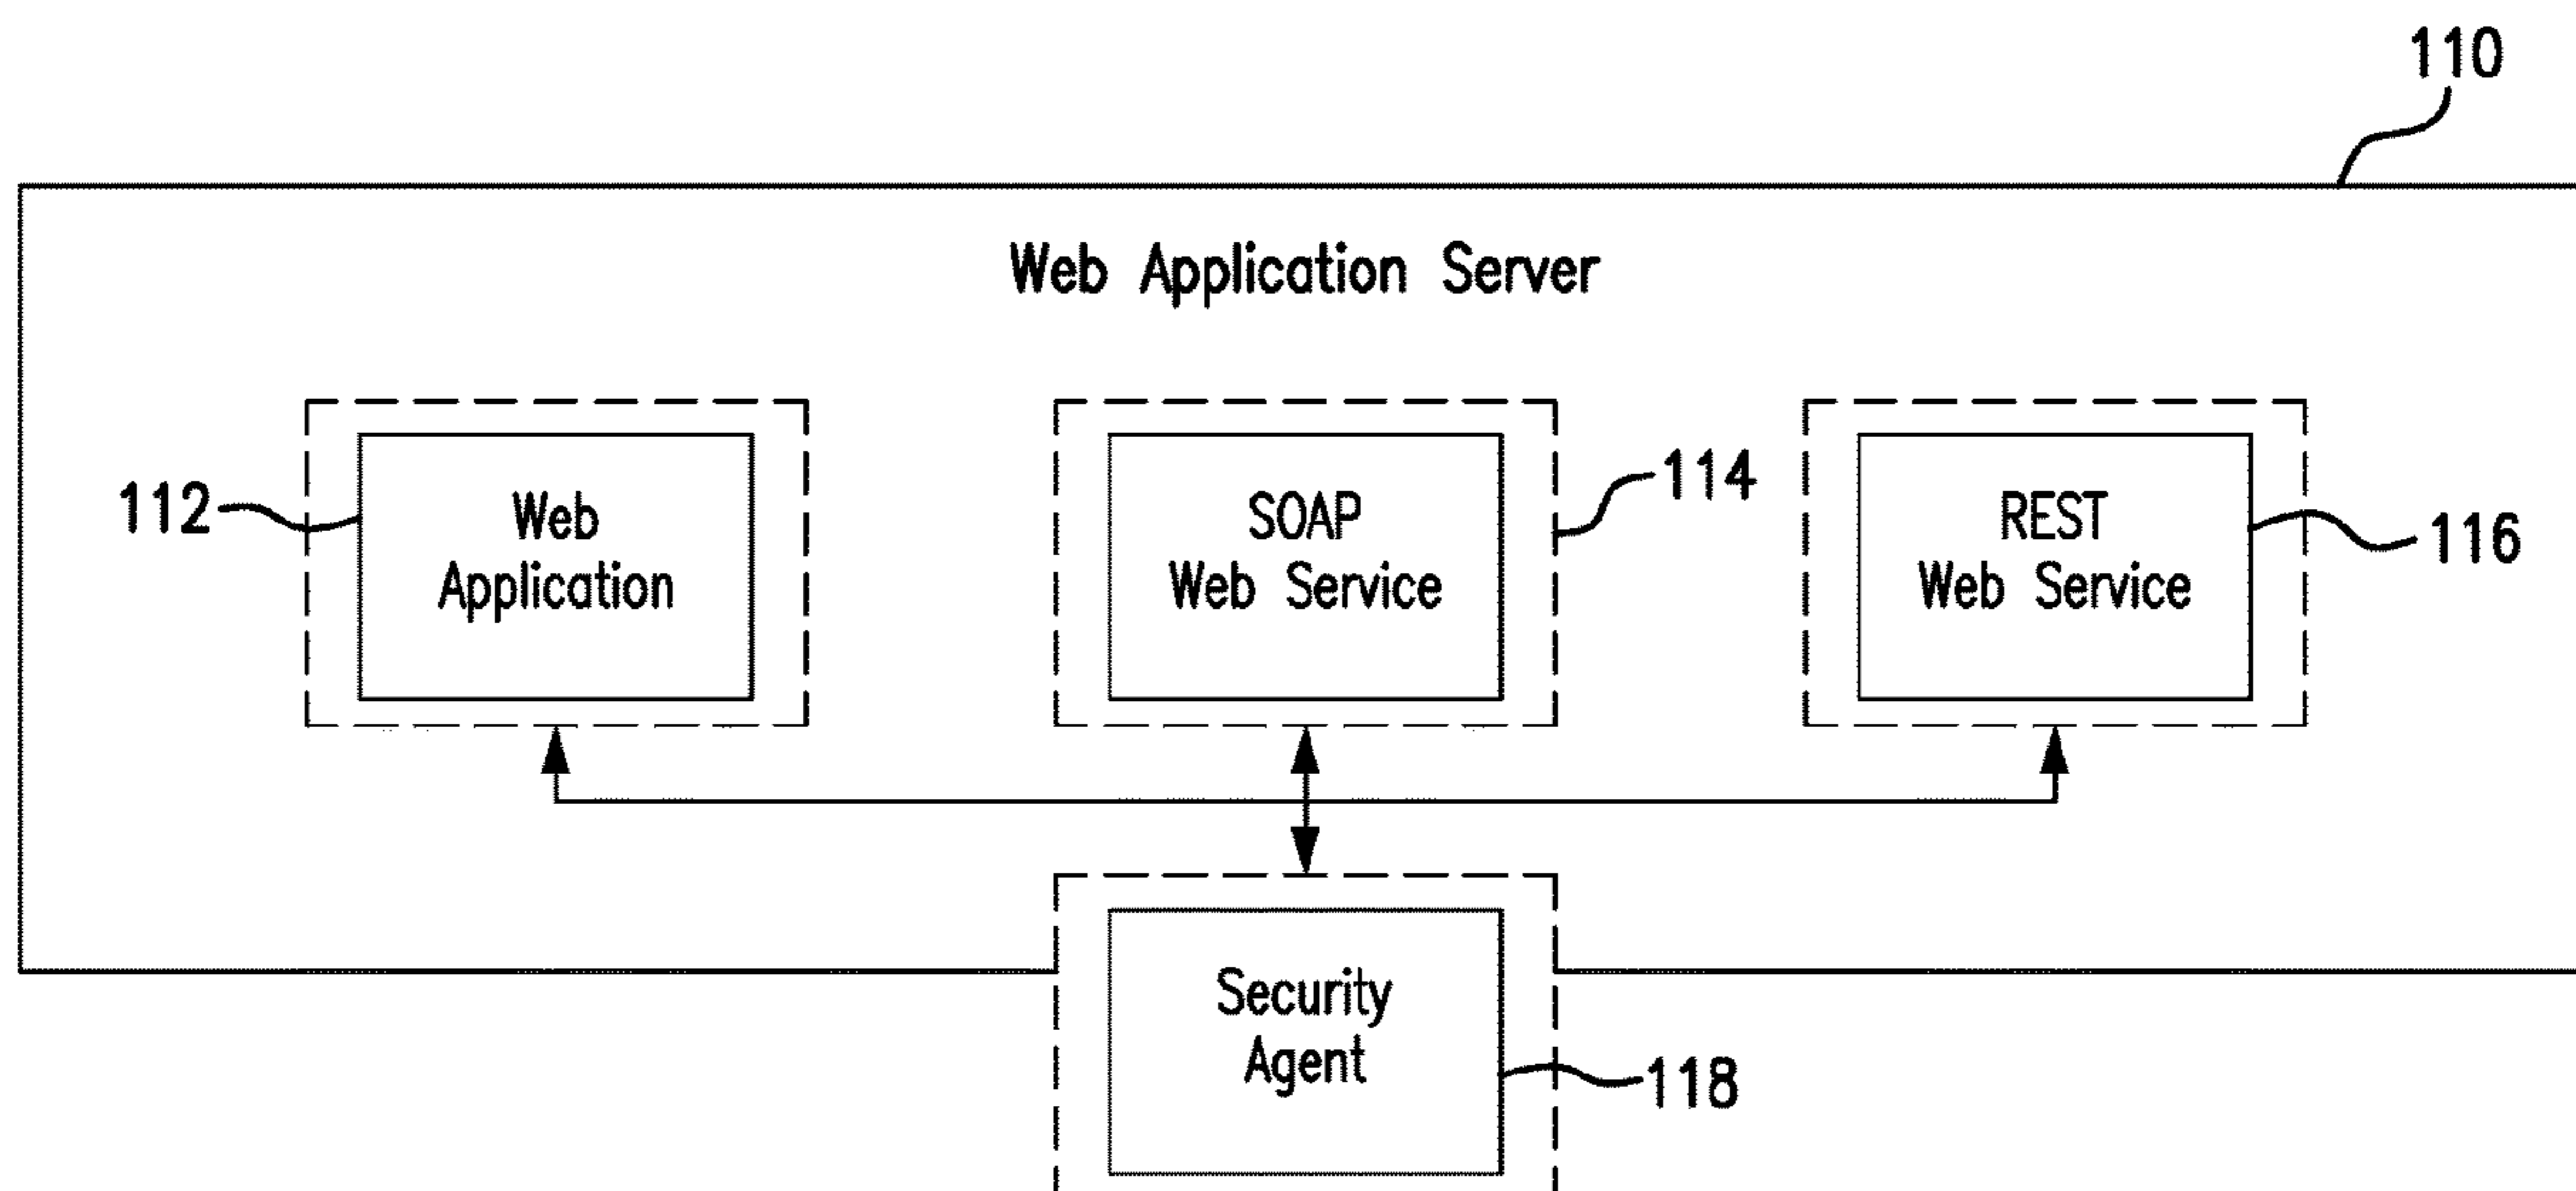 110
Web Application Server
112
Web
Application
SOAP
Web Service
114
REST
Web Service
116
Security
Agent
118